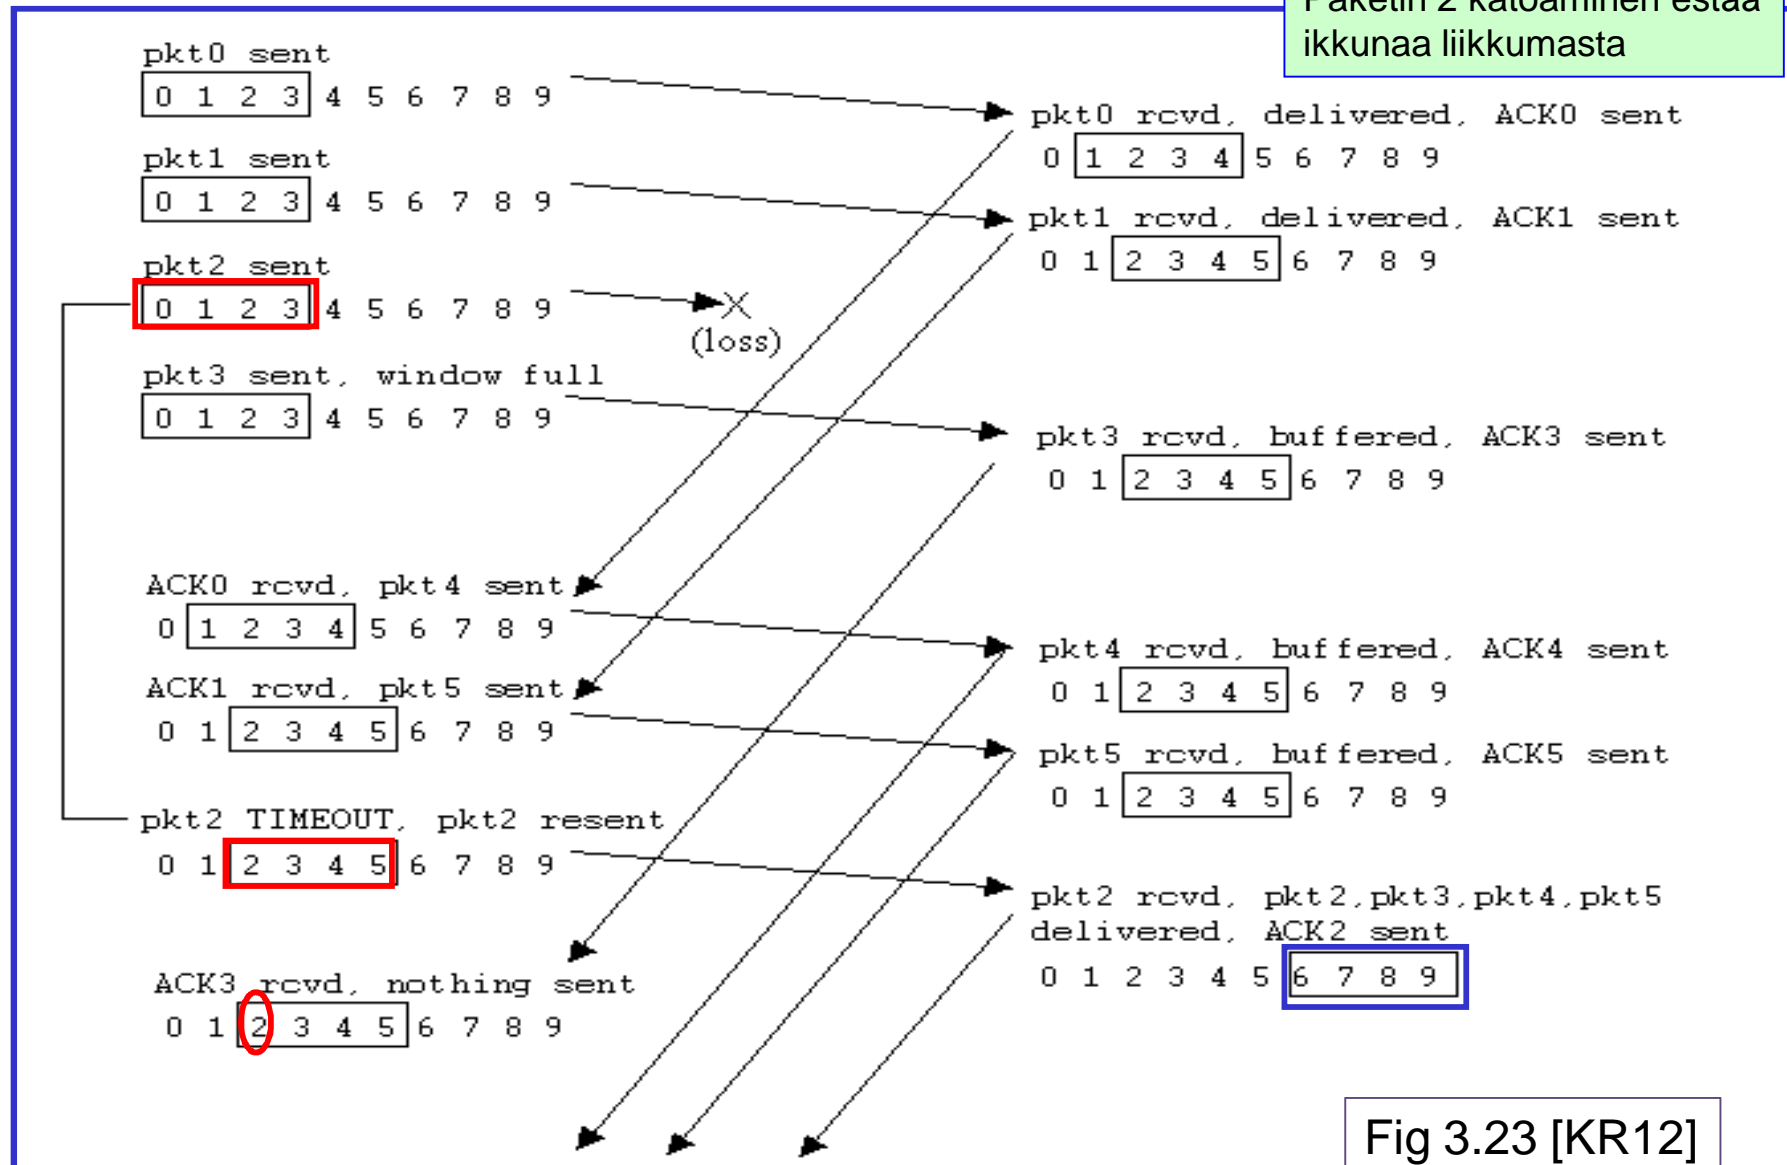 Paketin 2 katoaminen estää
ikkunaa liikkumasta
pkt0 sent
0 1 2 3 4 5 6 7 8 9
pkt0 rcvd, delivered, ACK0 sent
0 1 2 3 4 5 6 7 8 9
pkt1 sent
0 1 2 3 4 5 6 7 8 9
pkt1 rcvd, delivered, ACK1 sent
0 1 2 3 4 5 6 7 8 9
pkt2 sent
0 1 2 3 4 5 6 7 8 9
X
(loss)
pkt3 sent, window full
0 1 2 3 4 5 6 7 8 9
pkt3 rcvd, buffered, ACK3 sent
0 1 2 3 4 5 6 7 8 9
ACK0 rcvd, pkt4 sent
0 1 2 3 4 5 6 7 8 9
pkt4 rcvd, buffered, ACK4 sent
0 1 2 3 4 5 6 7 8 9
ACK1 rcvd, pkt5 sent
0 1 2 3 4 5 6 7 8 9
pkt5 rcvd, buffered, ACK5 sent
0 1 2 3 4 5 6 7 8 9
pkt2 TIMEOUT, pkt2 resent
0 1 2 3 4 5 6 7 8 9
pkt2 rcvd, pkt2,pkt3,pkt4,pkt5
delivered, ACK2 sent
0 1 2 3 4 5 6 7 8 9
ACK3 rcvd, nothing sent
0 1 2 3 4 5 6 7 8 9
Fig 3.23 [KR12]